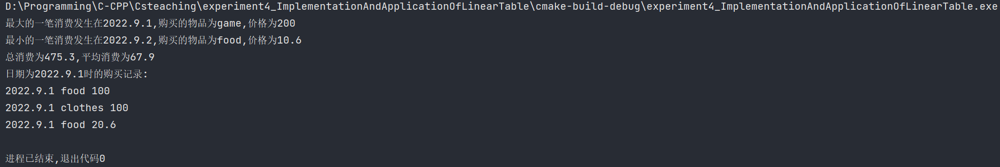 D:\Programming\C-CPP\Csteaching\experiment4_ImplementationAndApplicationOfLinearTable\cmake-build-debug\experiment4_ImplementationAndApplicationOfLinearTable.exe
最大的一笔消费发生在2022.9.1,购买的物品为game,价格为200
最小的一笔消费发生在2022.9.2,购买的物品为food,价格为10.6
总消费为475.3,平均消费为67.9
日期为2022.9.1时的购买记录:
2022.9.1 food 100
2022.9.1 clothes 100
2022.9.1 food 20.6
进程已结束,退出代码0